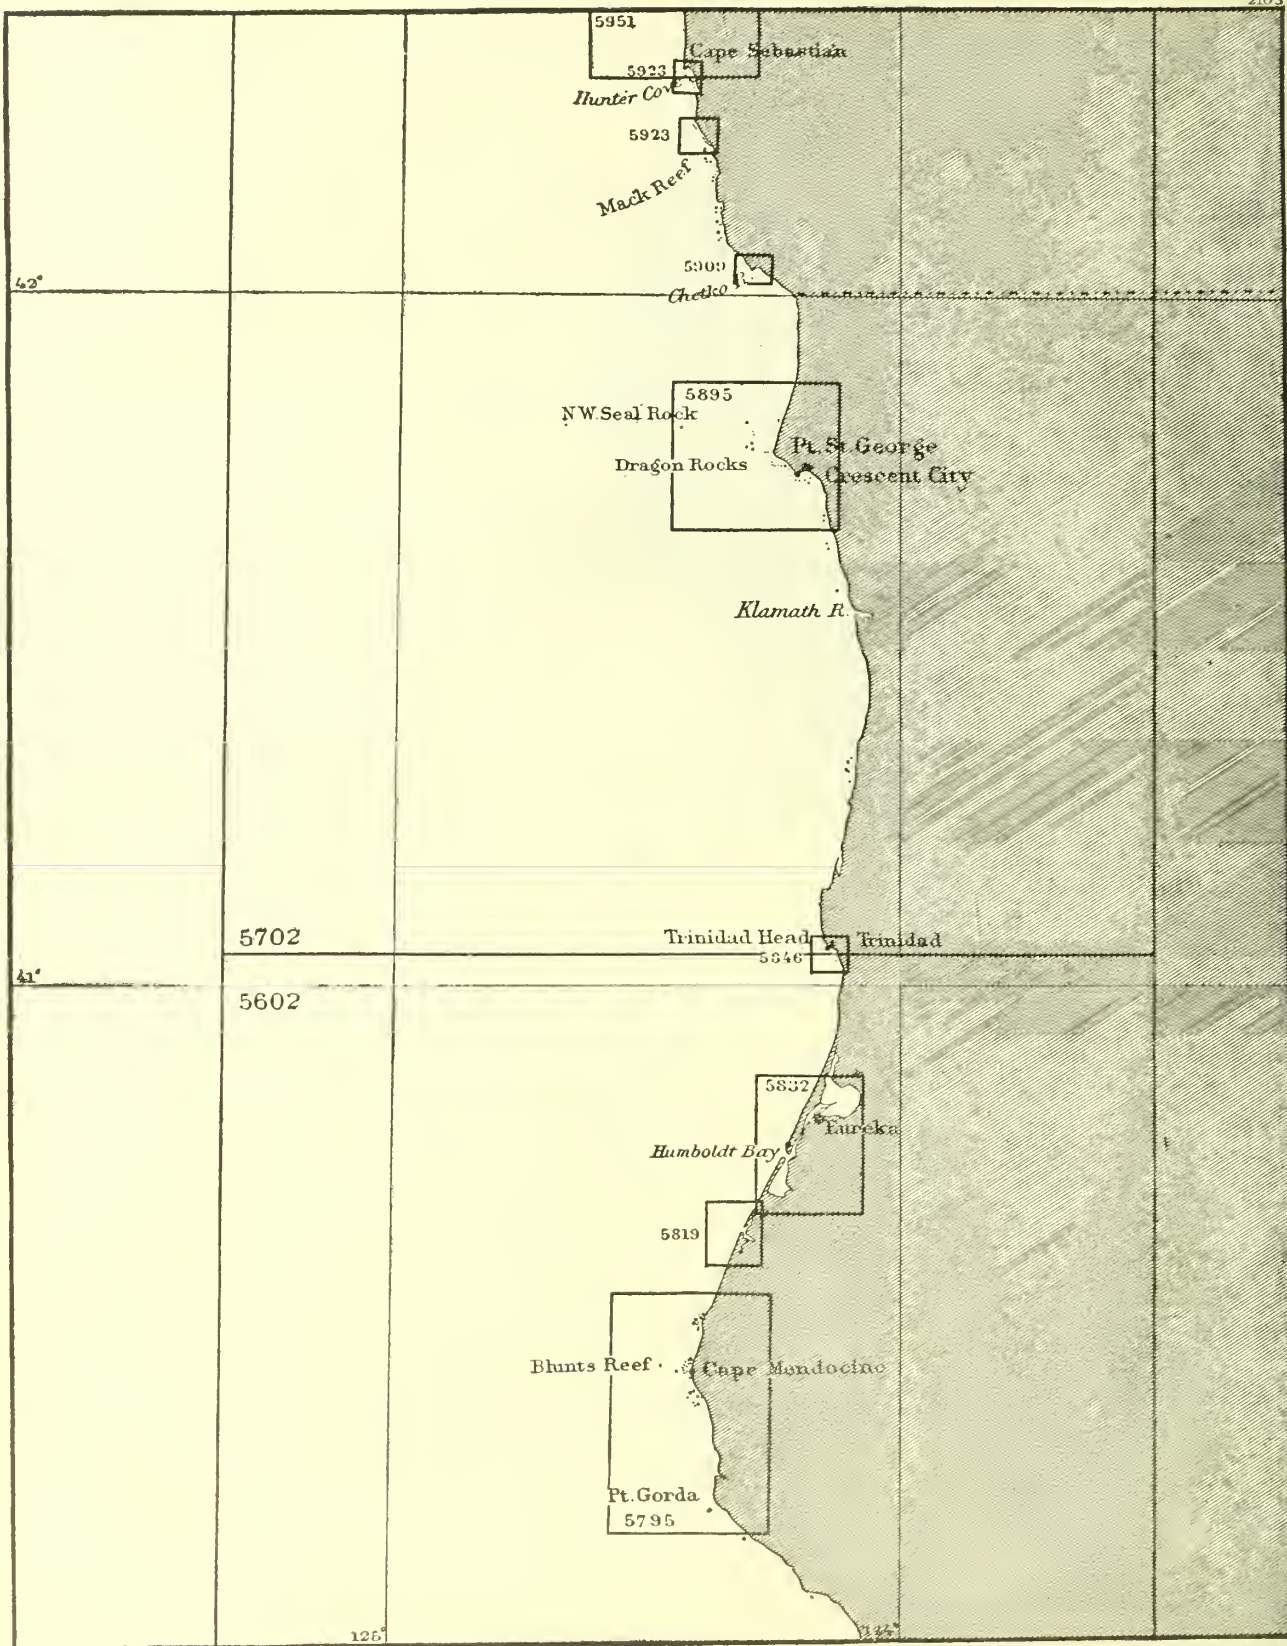 5951
Cape Sebastian
5923
Hunter Cove
5923
Mack Reef
5909
42°
Chetko R.
5895
N.W. Seal Rock
Pt. St. George
Dragon Rocks
Crescent City
Klamath R.
5702
Trinidad Head
Trinidad
5846
41°
5602
5832
Eureka
Humboldt Bay
5819
Blunts Reef
Cape Mendocino
Pt. Gorda
5795
125°
124°